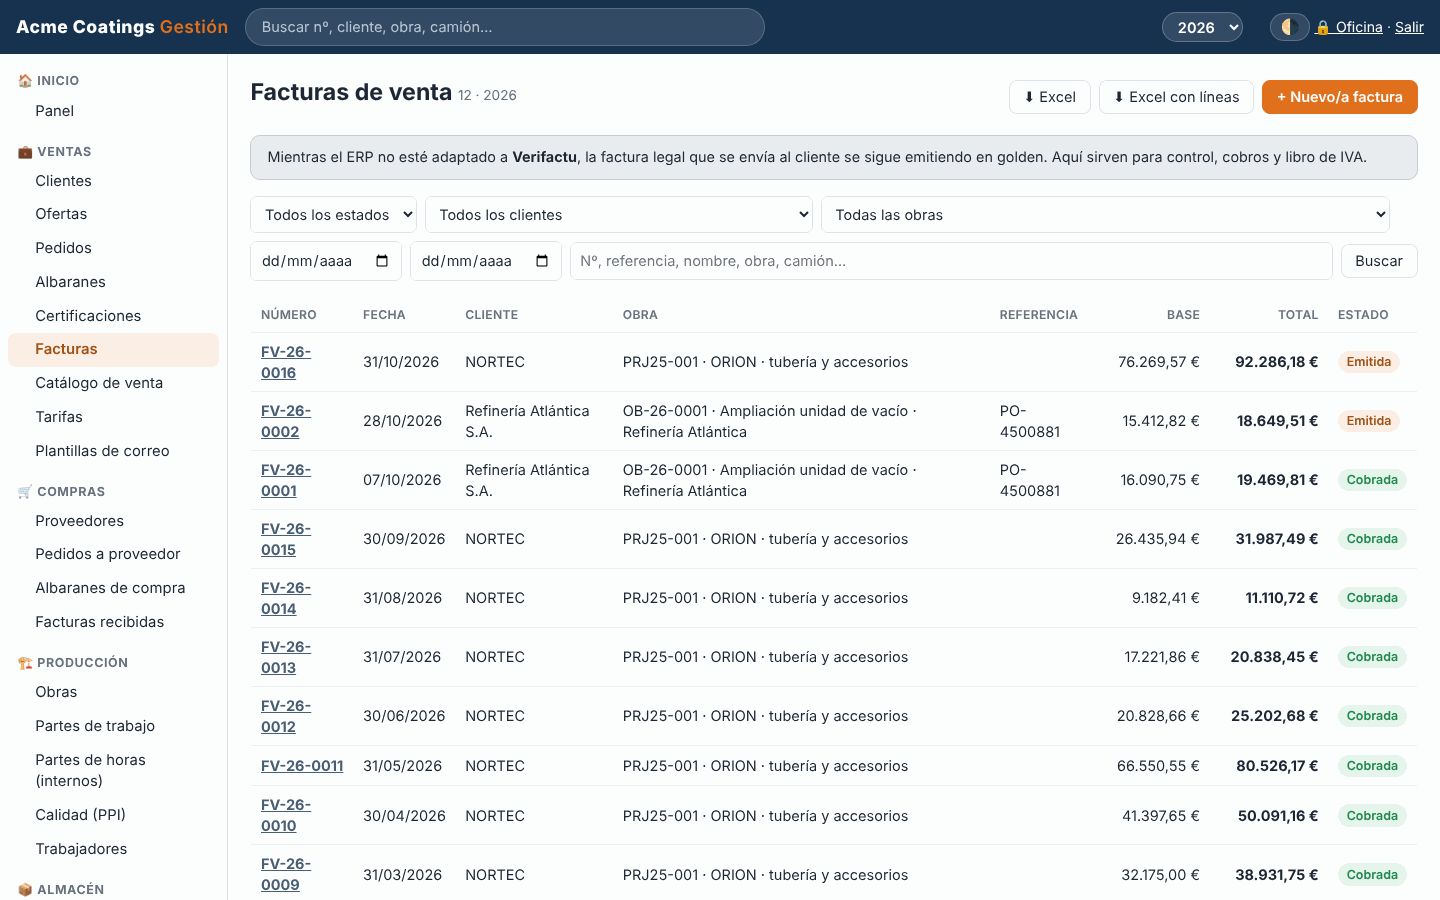 Acme Coatings Gestión
Buscar nº, cliente, obra, camión...
2026
Oficina · Salir
INICIO
Panel
VENTAS
Clientes
Ofertas
Pedidos
Albaranes
Certificaciones
Facturas
Catálogo de venta
Tarifas
Plantillas de correo
COMPRAS
Proveedores
Pedidos a proveedor
Albaranes de compra
Facturas recibidas
PRODUCCIÓN
Obras
Partes de trabajo
Partes de horas
(internos)
Calidad (PPI)
Trabajadores
ALMACÉN
Facturas de venta 12 · 2026
⬇ Excel
⬇ Excel con líneas
+ Nuevo/a factura
Mientras el ERP no esté adaptado a Verifactu, la factura legal que se envía al cliente se sigue emitiendo en golden. Aquí sirven para control, cobros y libro de IVA.
Todos los estados
Todos los clientes
Todas las obras
dd/mm/aaaa
dd/mm/aaaa
Nº, referencia, nombre, obra, camión...
Buscar
NÚMERO FECHA CLIENTE OBRA REFERENCIA BASE TOTAL ESTADO
FV-26-
0016
31/10/2026 NORTEC PRJ25-001 · ORION · tubería y accesorios 76.269,57 € 92.286,18 € Emitida
FV-26-
0002
28/10/2026
Refinería Atlántica
S.A.
OB-26-0001 · Ampliación unidad de vacío ·
Refinería Atlántica
PO-
4500881
15.412,82 € 18.649,51 € Emitida
FV-26-
0001
07/10/2026
Refinería Atlántica
S.A.
OB-26-0001 · Ampliación unidad de vacío ·
Refinería Atlántica
PO-
4500881
16.090,75 € 19.469,81 € Cobrada
FV-26-
0015
30/09/2026 NORTEC PRJ25-001 · ORION · tubería y accesorios 26.435,94 € 31.987,49 € Cobrada
FV-26-
0014
31/08/2026 NORTEC PRJ25-001 · ORION · tubería y accesorios 9.182,41 € 11.110,72 € Cobrada
FV-26-
0013
31/07/2026 NORTEC PRJ25-001 · ORION · tubería y accesorios 17.221,86 € 20.838,45 € Cobrada
FV-26-
0012
30/06/2026 NORTEC PRJ25-001 · ORION · tubería y accesorios 20.828,66 € 25.202,68 € Cobrada
FV-26-0011 31/05/2026 NORTEC PRJ25-001 · ORION · tubería y accesorios 66.550,55 € 80.526,17 € Cobrada
FV-26-
0010
30/04/2026 NORTEC PRJ25-001 · ORION · tubería y accesorios 41.397,65 € 50.091,16 € Cobrada
FV-26-
0009
31/03/2026 NORTEC PRJ25-001 · ORION · tubería y accesorios 32.175,00 € 38.931,75 € Cobrada